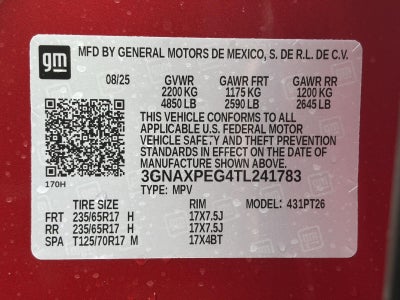 gm
MFD BY GENERAL MOTORS DE MEXICO, S. DE R.L. DE C.V.
08/25 GVWR GAWR FRT GAWR RR
2200 KG 1175 KG 1200 KG
4850 LB 2590 LB 2645 LB
THIS VEHICLE CONFORMS TO ALL
APPLICABLE U.S. FEDERAL MOTOR
VEHICLE SAFETY AND THEFT PREVENTION
STANDARDS IN EFFECT ON THE DATE OF
MANUFACTURE SHOWN ABOVE.
170H 3GNAXPEG4TL241783
TYPE: MPV
TIRE SIZE RIM MODEL: 431PT26
FRT 235/65R17 H 17X7.5J
RR 235/65R17 H 17X7.5J
SPA T125/70R17 M 17X4BT